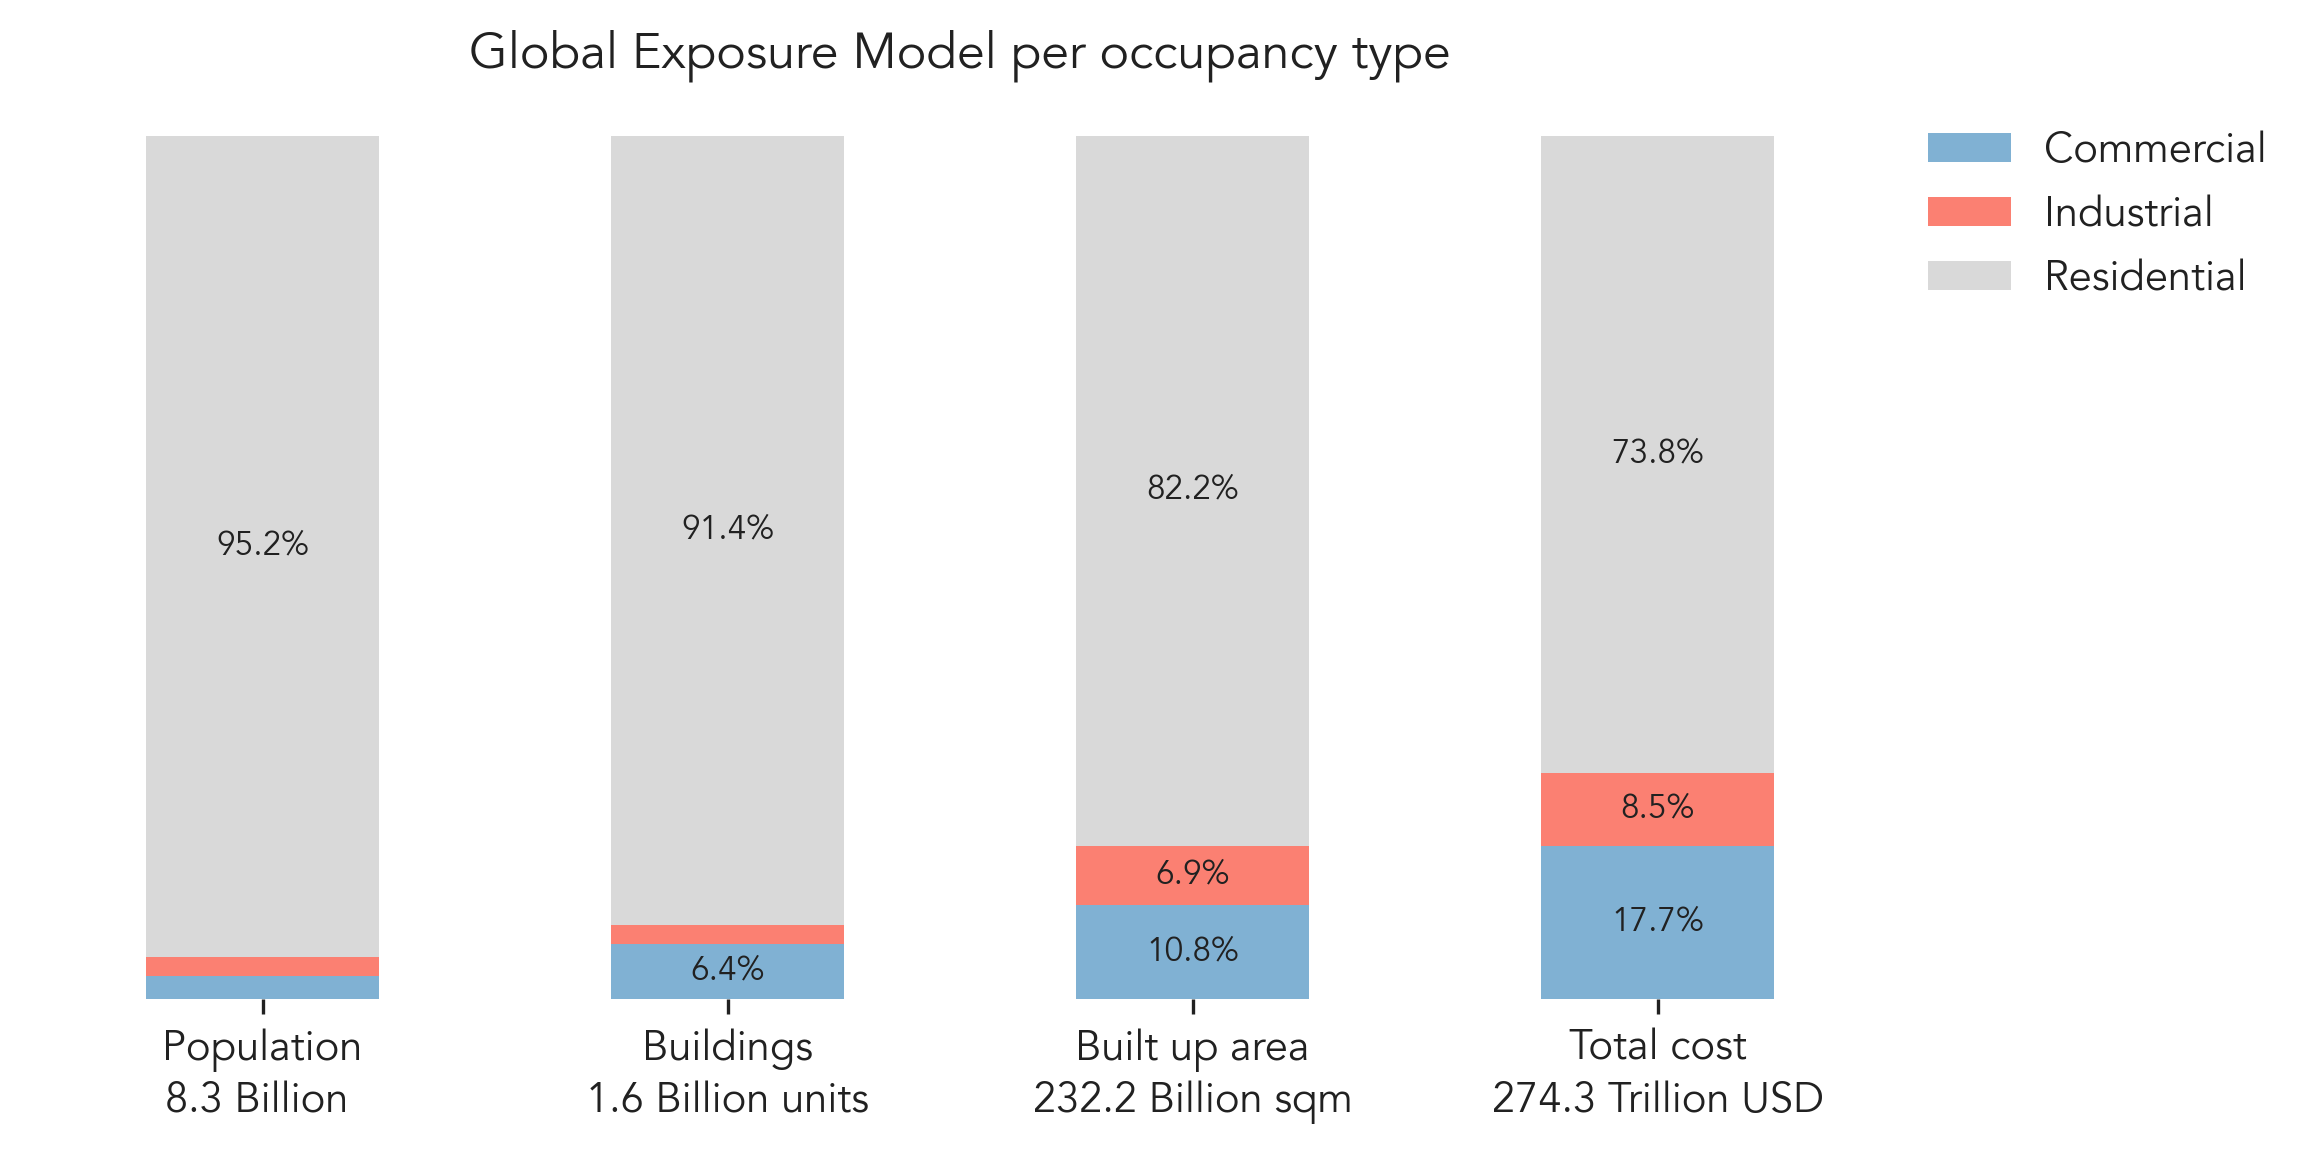 Global Exposure Model per occupancy type
Commercial
Industrial
Residential
95.2%
91.4%
6.4%
82.2%
6.9%
10.8%
73.8%
8.5%
17.7%
Population
8.3 Billion
Buildings
1.6 Billion units
Built up area
232.2 Billion sqm
Total cost
274.3 Trillion USD